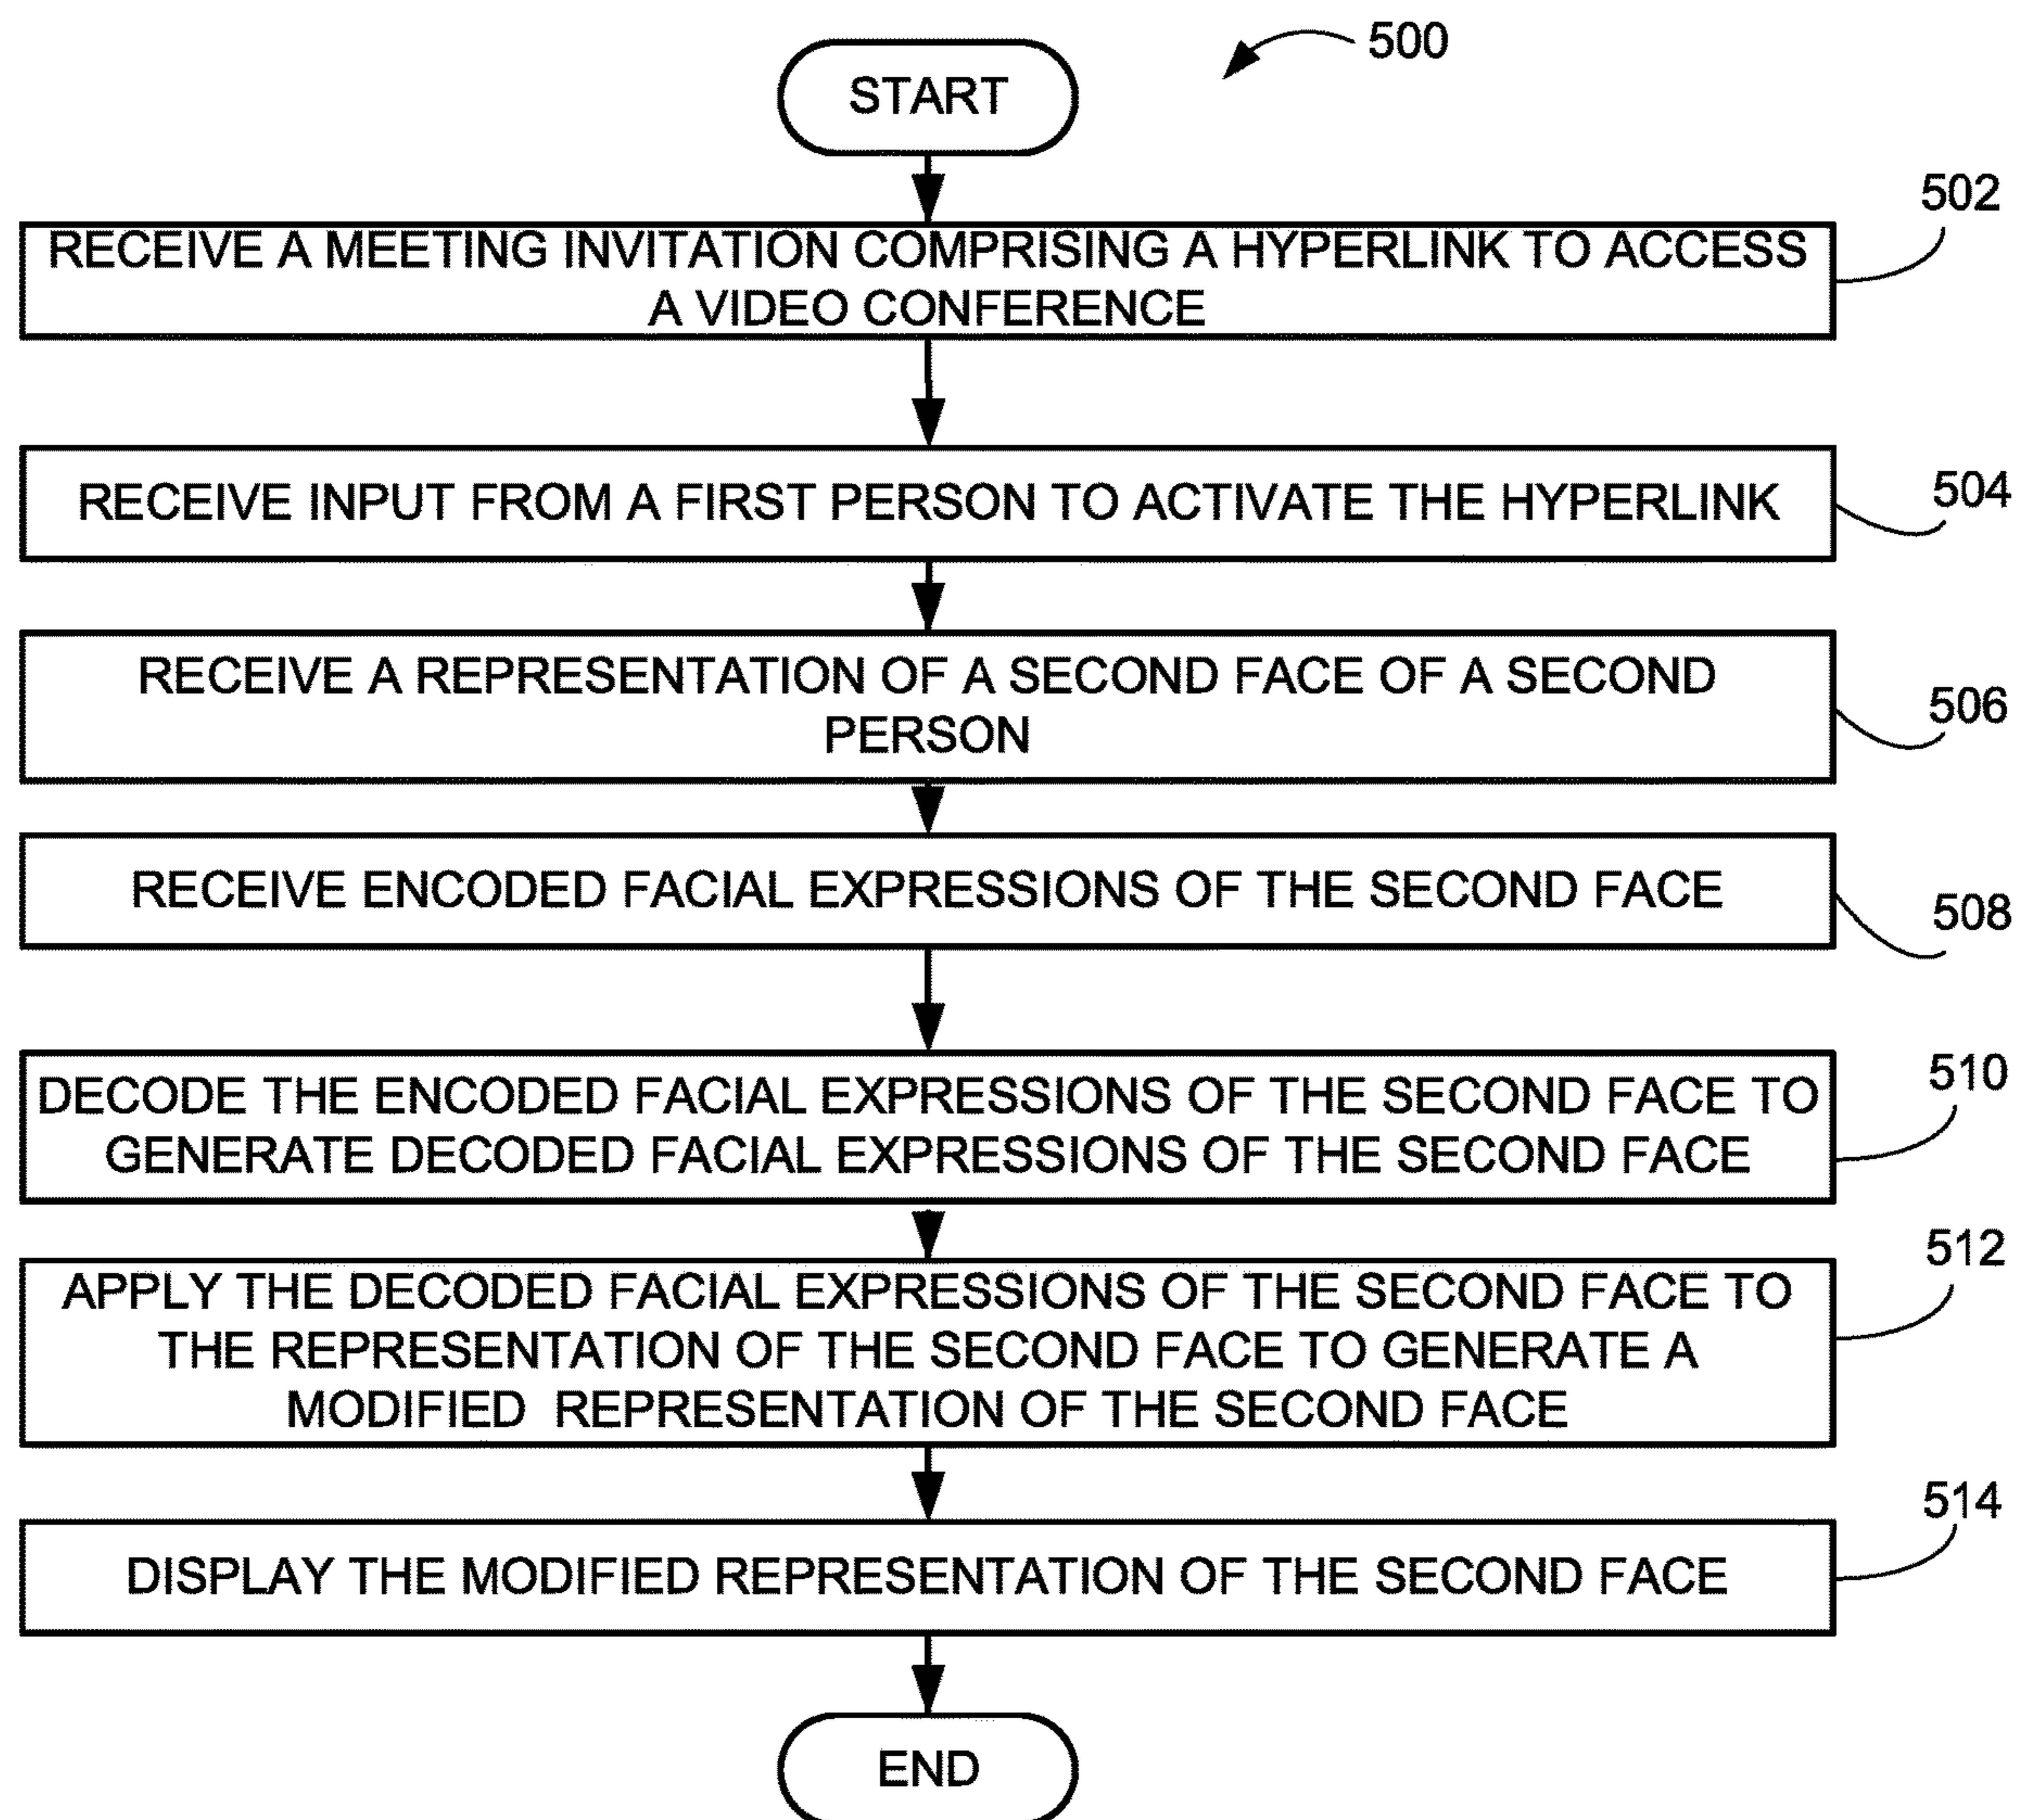 500
START
502
RECEIVE A MEETING INVITATION COMPRISING A HYPERLINK TO ACCESS
A VIDEO CONFERENCE
504
RECEIVE INPUT FROM A FIRST PERSON TO ACTIVATE THE HYPERLINK
RECEIVE A REPRESENTATION OF A SECOND FACE OF A SECOND
PERSON
506
RECEIVE ENCODED FACIAL EXPRESSIONS OF THE SECOND FACE
508
DECODE THE ENCODED FACIAL EXPRESSIONS OF THE SECOND FACE TO
GENERATE DECODED FACIAL EXPRESSIONS OF THE SECOND FACE
510
512
APPLY THE DECODED FACIAL EXPRESSIONS OF THE SECOND FACE TO
THE REPRESENTATION OF THE SECOND FACE TO GENERATE A
MODIFIED REPRESENTATION OF THE SECOND FACE
514
DISPLAY THE MODIFIED REPRESENTATION OF THE SECOND FACE
END